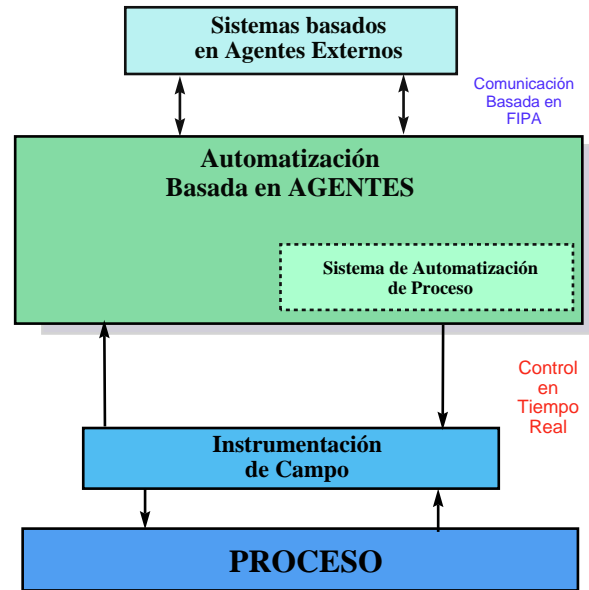 Sistemas basados
en Agentes Externos
Comunicación
Basada en
FIPA
Automatización
Basada en AGENTES
Sistema de Automatización
de Proceso
Control
en
Tiempo
Real
Instrumentación
de Campo
PROCESO